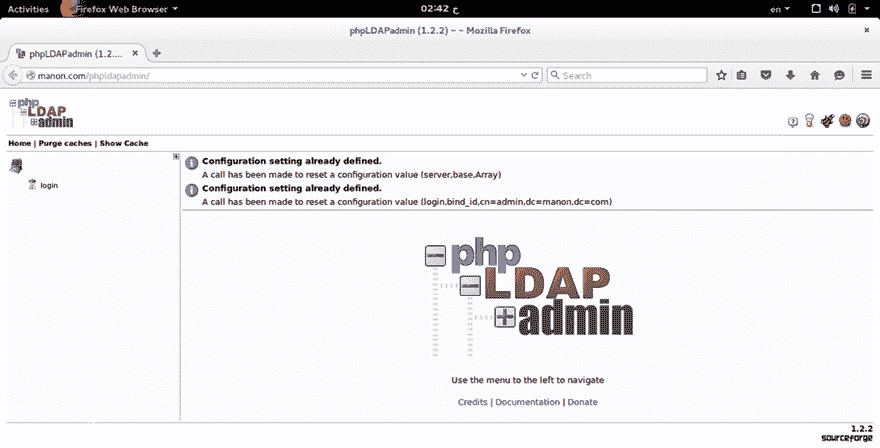 Activities Firefox Web Browser 02:42 ح en
phpLDAPadmin (1.2.2) - – Mozilla Firefox
phpLDAPadmin (1.2....
manon.com/phpldapadmin/ Search
php
LDAP
admin
Home | Purge caches | Show Cache
login
Configuration setting already defined.
A call has been made to reset a configuration value (server,base,Array)
Configuration setting already defined.
A call has been made to reset a configuration value (login,bind_id,cn=admin,dc=manon,dc=com)
php
LDAP
admin
Use the menu to the left to navigate
Credits | Documentation | Donate
1.2.2
sourceforge